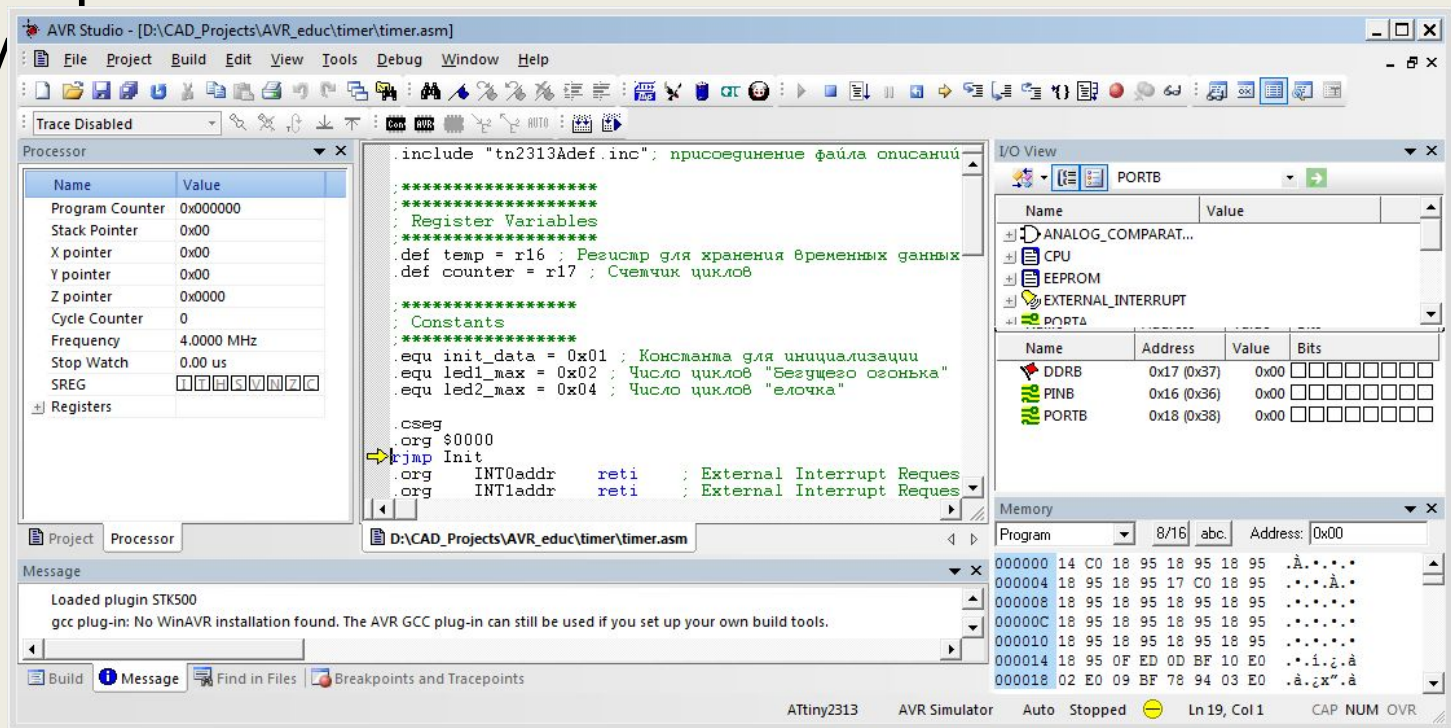 AVR Studio - [D:\CAD_Projects\AVR_educ\timer\timer.asm]
File Project Build Edit View Tools Debug Window Help
Trace Disabled
Con AVR AUTO
Processor
Name Value
Program Counter 0x000000
Stack Pointer 0x00
X pointer 0x00
Y pointer 0x00
Z pointer 0x0000
Cycle Counter 0
Frequency 4.0000 MHz
Stop Watch 0.00 us
SREG I T H S V N Z C
Registers
Project Processor
.include "tn2313Adef.inc"; присоединение файла описаний
;*******************
;*******************
; Register Variables
;*******************
.def temp = r16 ; Регистр для хранения временных данных
.def counter = r17 ; Счетчик циклов
;*****************
; Constants
;*****************
.equ init_data = 0x01 ; Константа для инициализации
.equ led1_max = 0x02 ; Число циклов "Бегущего огонька"
.equ led2_max = 0x04 ; Число циклов "елочка"
.cseg
.org $0000
rjmp Init
.org INT0addr reti ; External Interrupt Reques
.org INT1addr reti ; External Interrupt Reques
D:\CAD_Projects\AVR_educ\timer\timer.asm
I/O View
PORTB
Name Value
ANALOG_COMPARAT...
CPU
EEPROM
EXTERNAL_INTERRUPT
PORTA
Name Address Value Bits
DDRB 0x17 (0x37) 0x00
PINB 0x16 (0x36) 0x00
PORTB 0x18 (0x38) 0x00
Memory
Program 8/16 abc. Address: 0x00
000000 14 C0 18 95 18 95 18 95 .À.•.•.•
000004 18 95 18 95 17 C0 18 95 .•.•.À.•
000008 18 95 18 95 18 95 18 95 .•.•.•.•
00000C 18 95 18 95 18 95 18 95 .•.•.•.•
000010 18 95 18 95 18 95 18 95 .•.•.•.•
000014 18 95 0F ED 0D BF 10 E0 .•.í.¿.à
000018 02 E0 09 BF 78 94 03 E0 .à.¿x”.à
Message
Loaded plugin STK500
gcc plug-in: No WinAVR installation found. The AVR GCC plug-in can still be used if you set up your own build tools.
Build Message Find in Files Breakpoints and Tracepoints
ATtiny2313 AVR Simulator Auto Stopped Ln 19, Col 1 CAP NUM OVR